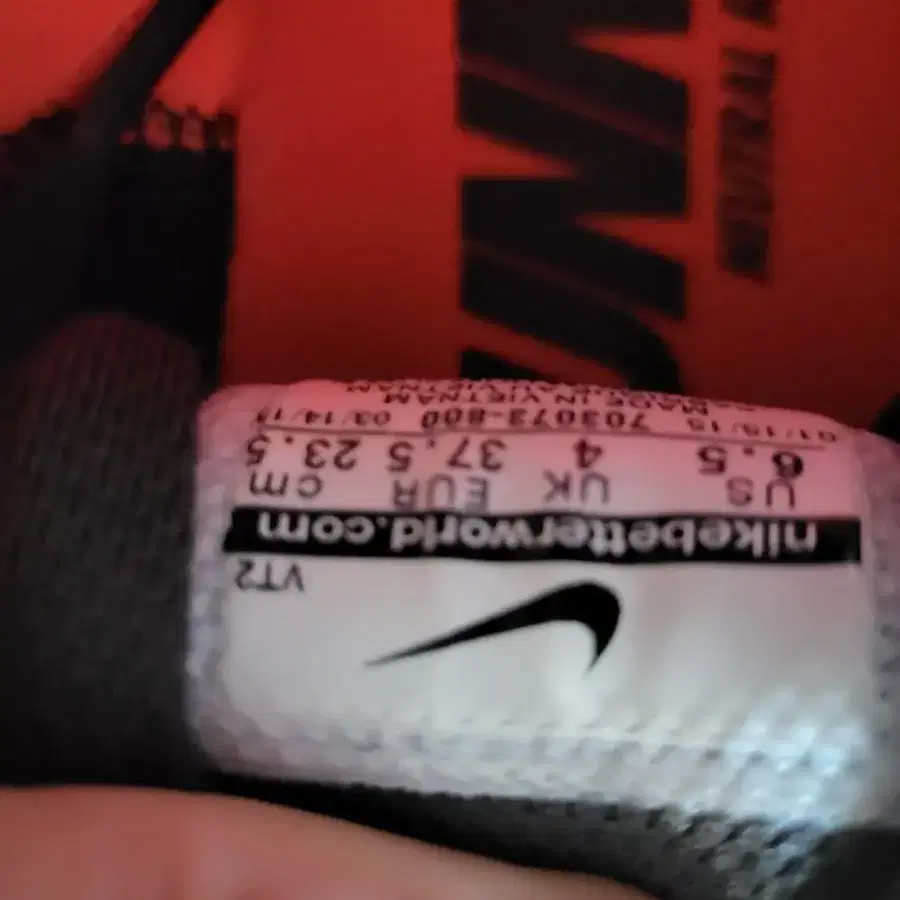 VT2
nikebetterworld.com
US UK EUR cm
6.5 4 37.5 23.5
01/19/15 703073-800 03/14/15
MADE IN VIETNAM